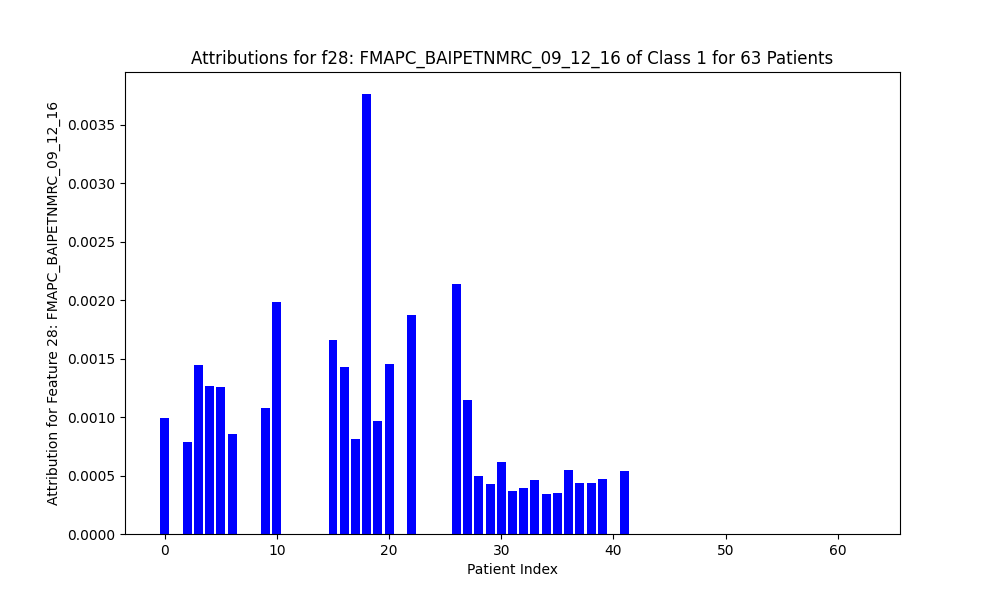 Attributions for f28: FMAPC_BAIPETNMRC_09_12_16 of Class 1 for 63 Patients
Attribution for Feature 28: FMAPC_BAIPETNMRC_09_12_16
0.0035
0.0030
0.0025
0.0020
0.0015
0.0010
0.0005
0.0000
0 10 20 30 40 50 60
Patient Index